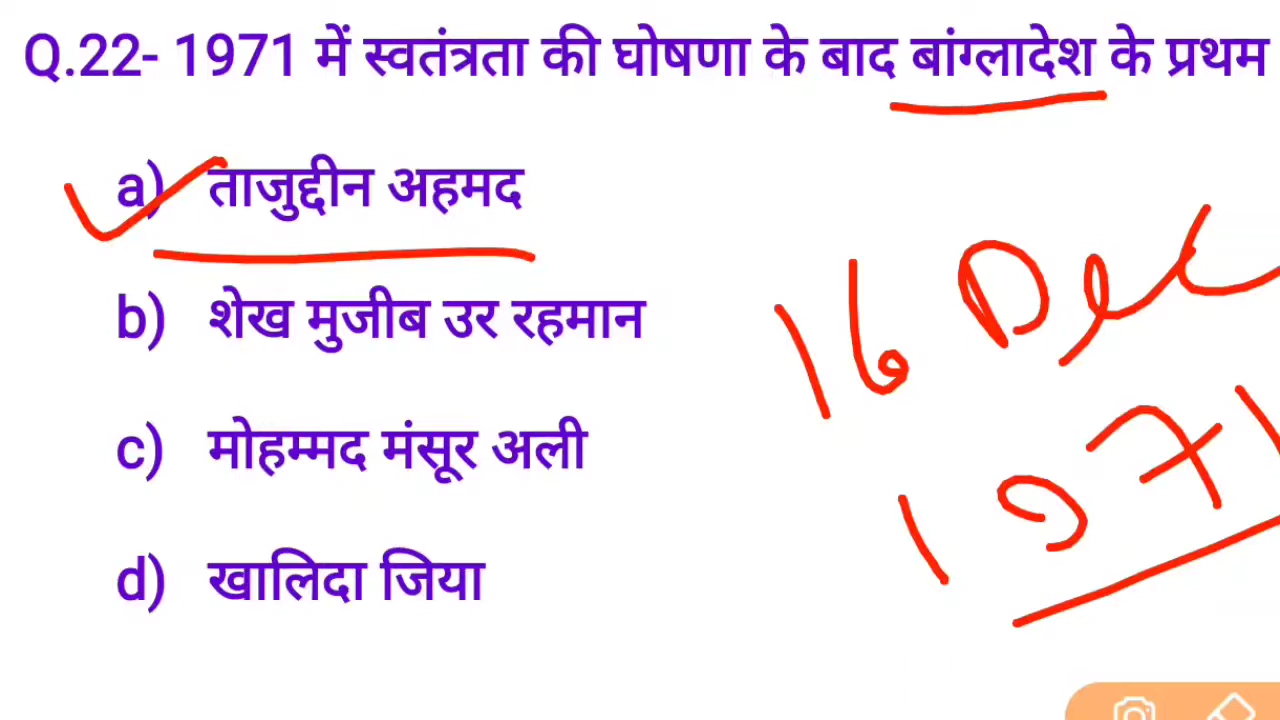 Q.22- 1971 में स्वतंत्रता की घोषणा के बाद बांग्लादेश के प्रथम
a) ताजुद्दीन अहमद
b) शेख मुजीब उर रहमान
16 Dec
c) मोहम्मद मंसूर अली
1971
d) खालिदा जिया